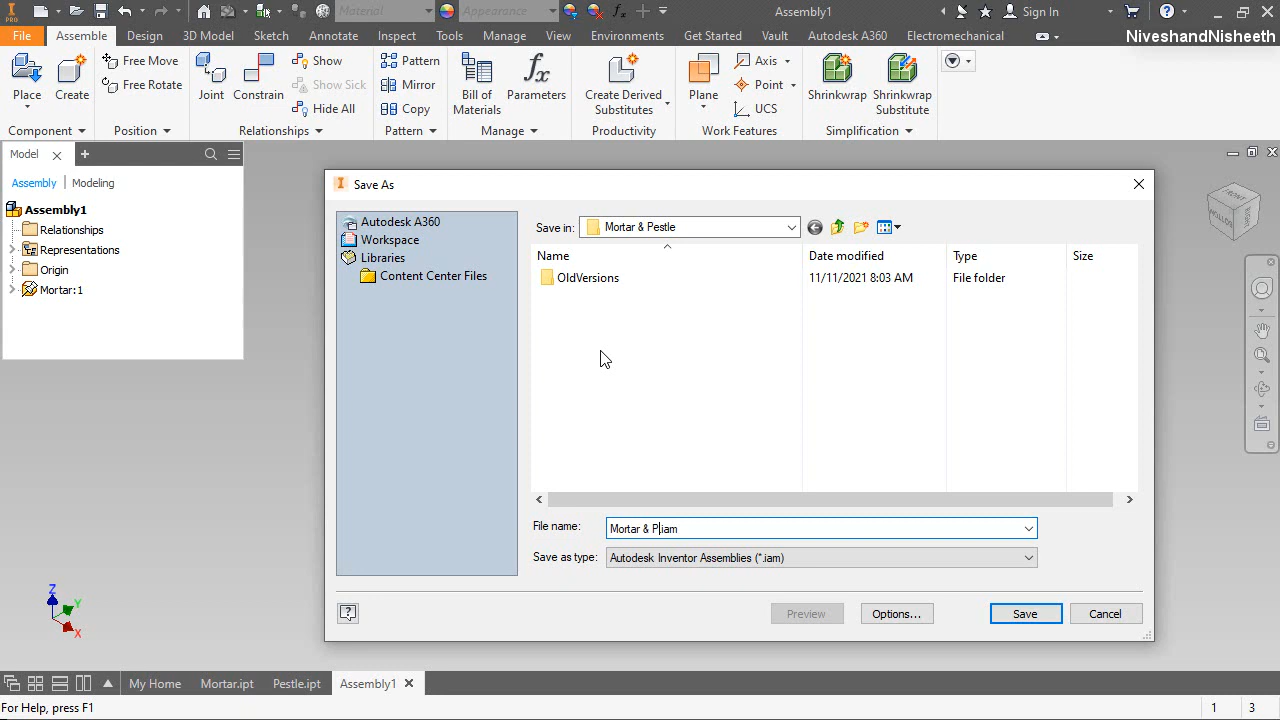 PRO
Material
Appearance
Assembly1
Sign In
File
Assemble
Design
3D Model
Sketch
Annotate
Inspect
Tools
Manage
View
Environments
Get Started
Vault
Autodesk A360
Electromechanical
NiveshandNisheeth
Place
Create
Free Move
Free Rotate
Joint
Constrain
Show
Show Sick
Hide All
Pattern
Mirror
Copy
Bill of Materials
Parameters
Create Derived Substitutes
Plane
Axis
Point
UCS
Shrinkwrap
Shrinkwrap Substitute
Component
Position
Relationships
Pattern
Manage
Productivity
Work Features
Simplification
Model
Assembly
Modeling
Assembly1
Relationships
Representations
Origin
Mortar:1
Save As
Autodesk A360
Workspace
Libraries
Content Center Files
Save in:
Mortar & Pestle
Name
Date modified
Type
Size
OldVersions
11/11/2021 8:03 AM
File folder
File name:
Mortar & P.iam
Save as type:
Autodesk Inventor Assemblies (*.iam)
Preview
Options...
Save
Cancel
FRONT
Z
Y
X
My Home
Mortar.ipt
Pestle.ipt
Assembly1
For Help, press F1
1
3